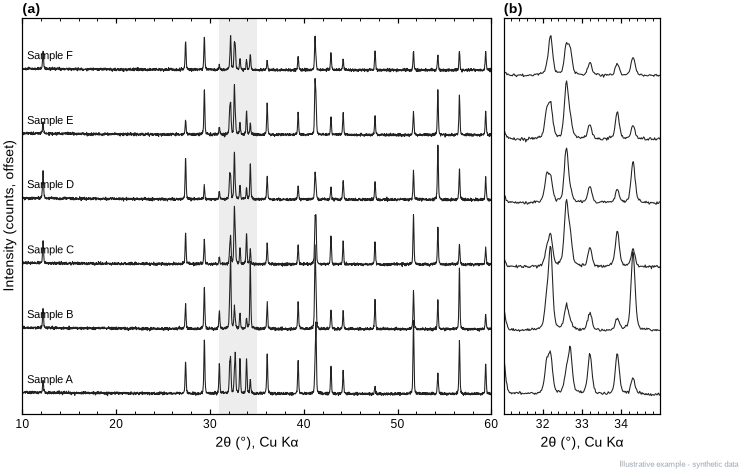 (a)
(b)
Intensity (counts, offset)
Sample F
Sample E
Sample D
Sample C
Sample B
Sample A
10 20 30 40 50 60
32 33 34
2θ (°), Cu Kα
2θ (°), Cu Kα
Illustrative example - synthetic data